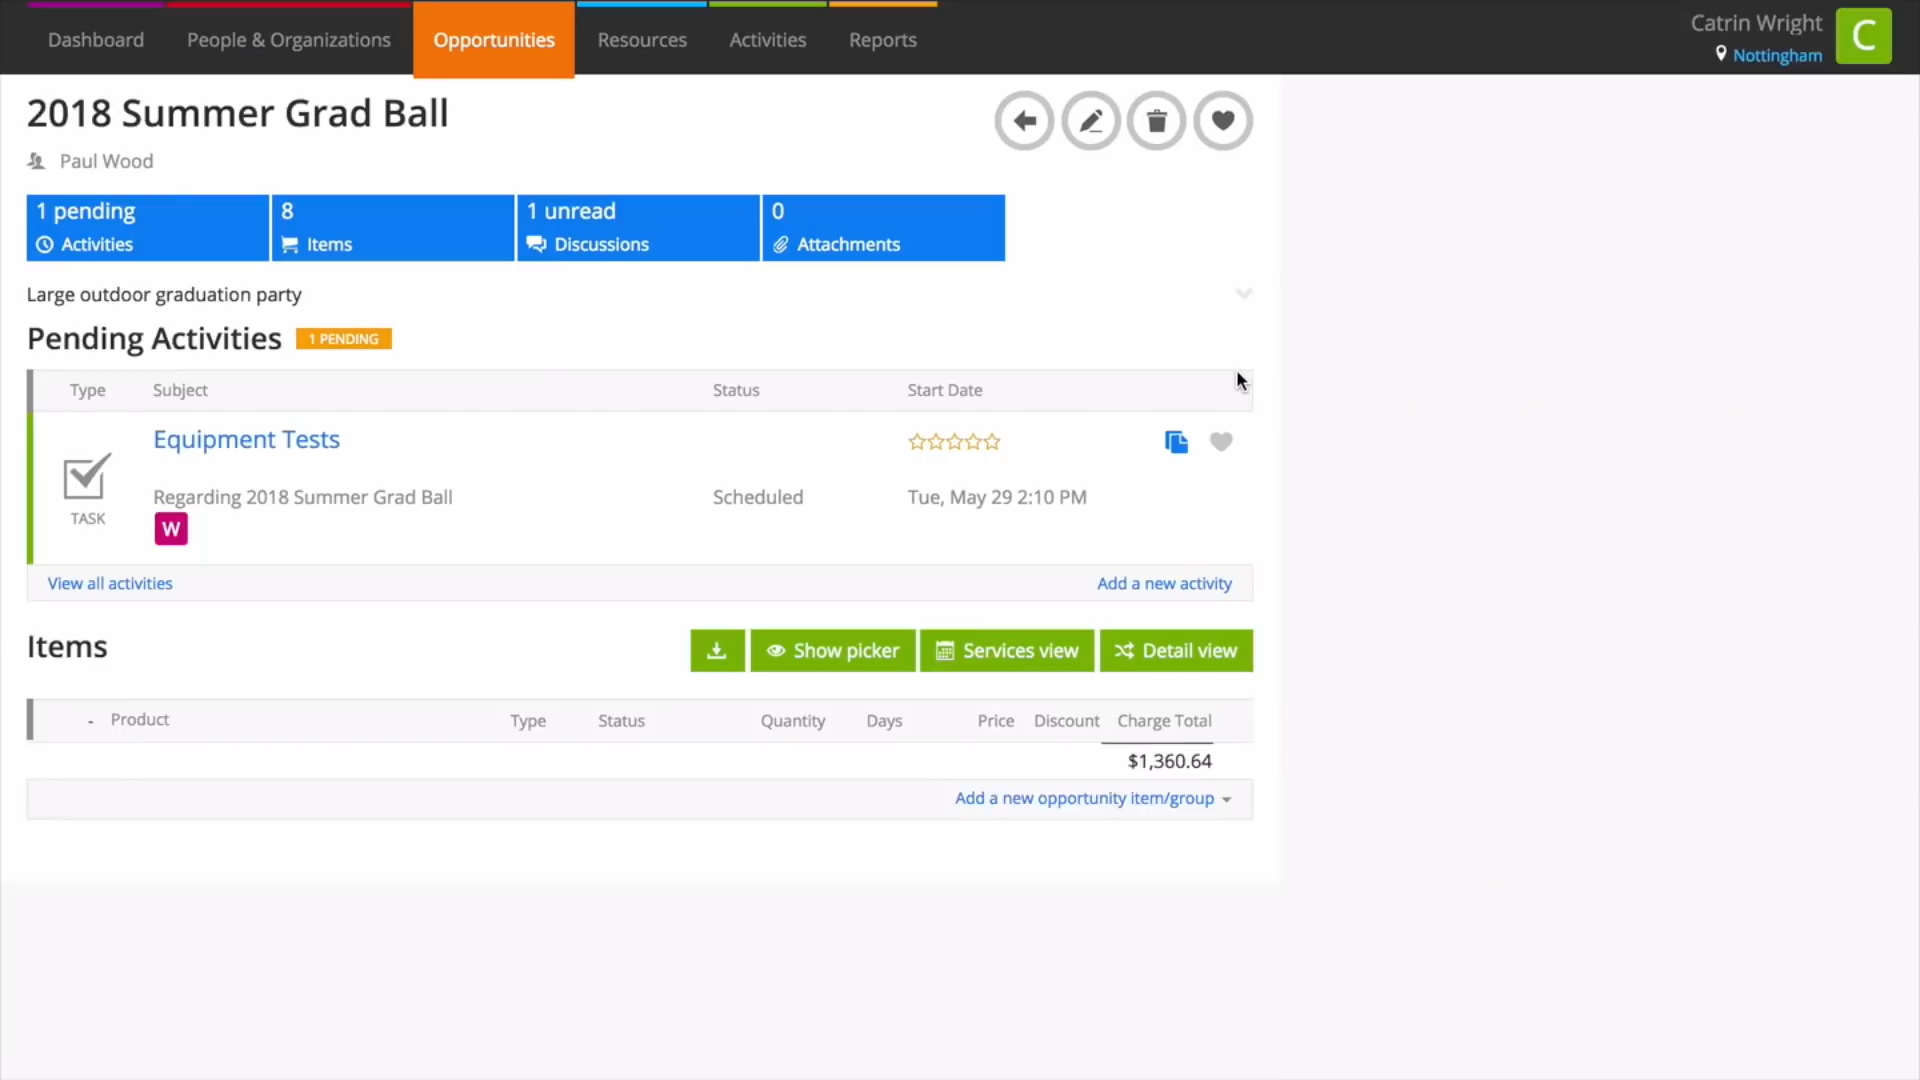 Dashboard People & Organizations Opportunities Resources Activities Reports
Catrin Wright
Nottingham
C
2018 Summer Grad Ball
Paul Wood
1 pending 8 1 unread 0
Activities Items Discussions Attachments
Large outdoor graduation party
Pending Activities 1 PENDING
Type Subject Status Start Date
Equipment Tests
Regarding 2018 Summer Grad Ball Scheduled Tue, May 29 2:10 PM
TASK
W
View all activities Add a new activity
Items Show picker Services view Detail view
- Product Type Status Quantity Days Price Discount Charge Total
$1,360.64
Add a new opportunity item/group